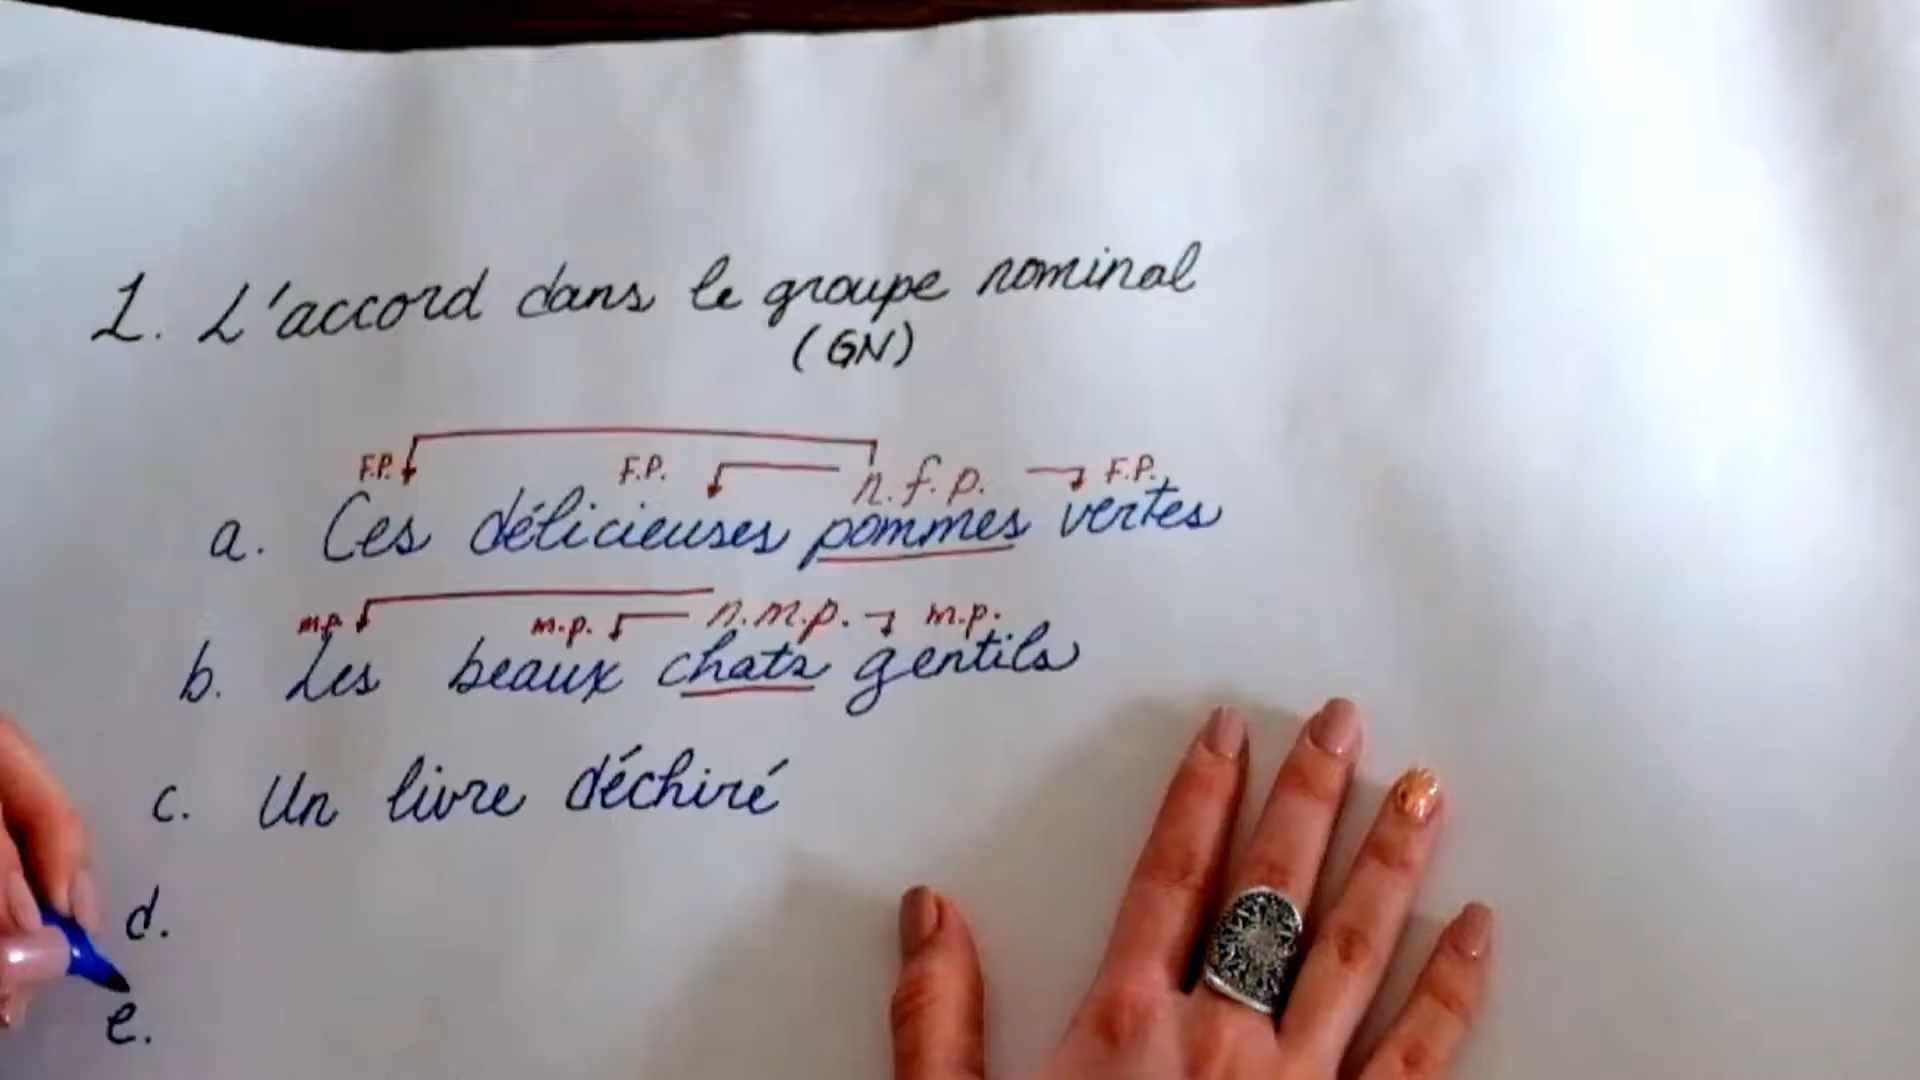 1. L'accord dans le groupe nominal
(GN)
F.P. F.P. n.f.p. F.P.
a. Ces délicieuses pommes vertes
m.p. m.p. n.m.p. m.p.
b. Les beaux chats gentils
c. Un livre déchiré
d.
e.